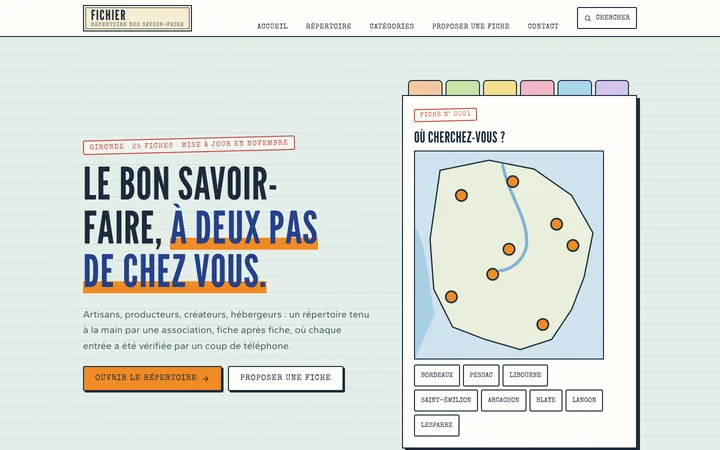 FICHIER
RÉPERTOIRE DES SAVOIR-FAIRE
ACCUEIL
RÉPERTOIRE
CATÉGORIES
PROPOSER UNE FICHE
CONTACT
CHERCHER
GIRONDE · 25 FICHES · MISE À JOUR EN NOVEMBRE
LE BON SAVOIR-
FAIRE, À DEUX PAS
DE CHEZ VOUS.
Artisans, producteurs, créateurs, hébergeurs : un répertoire tenu
à la main par une association, fiche après fiche, où chaque
entrée a été vérifiée par un coup de téléphone.
OUVRIR LE RÉPERTOIRE →
PROPOSER UNE FICHE
FICHE N° 0001
OÙ CHERCHEZ-VOUS ?
BORDEAUX
PESSAC
LIBOURNE
SAINT-ÉMILION
ARCACHON
BLAYE
LANGON
LESPARRE